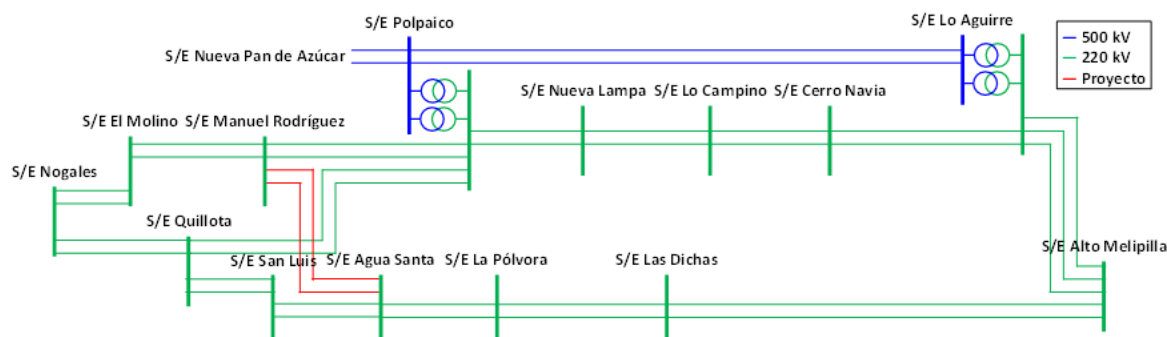 S/E Polpaico
S/E Lo Aguirre
500 kV
220 kV
Proyecto
S/E Nueva Pan de Azúcar
S/E Nueva Lampa
S/E Lo Campino
S/E Cerro Navia
S/E El Molino
S/E Manuel Rodríguez
S/E Nogales
S/E Quillota
S/E San Luis
S/E Agua Santa
S/E La Pólvora
S/E Las Dichas
S/E Alto Melipilla